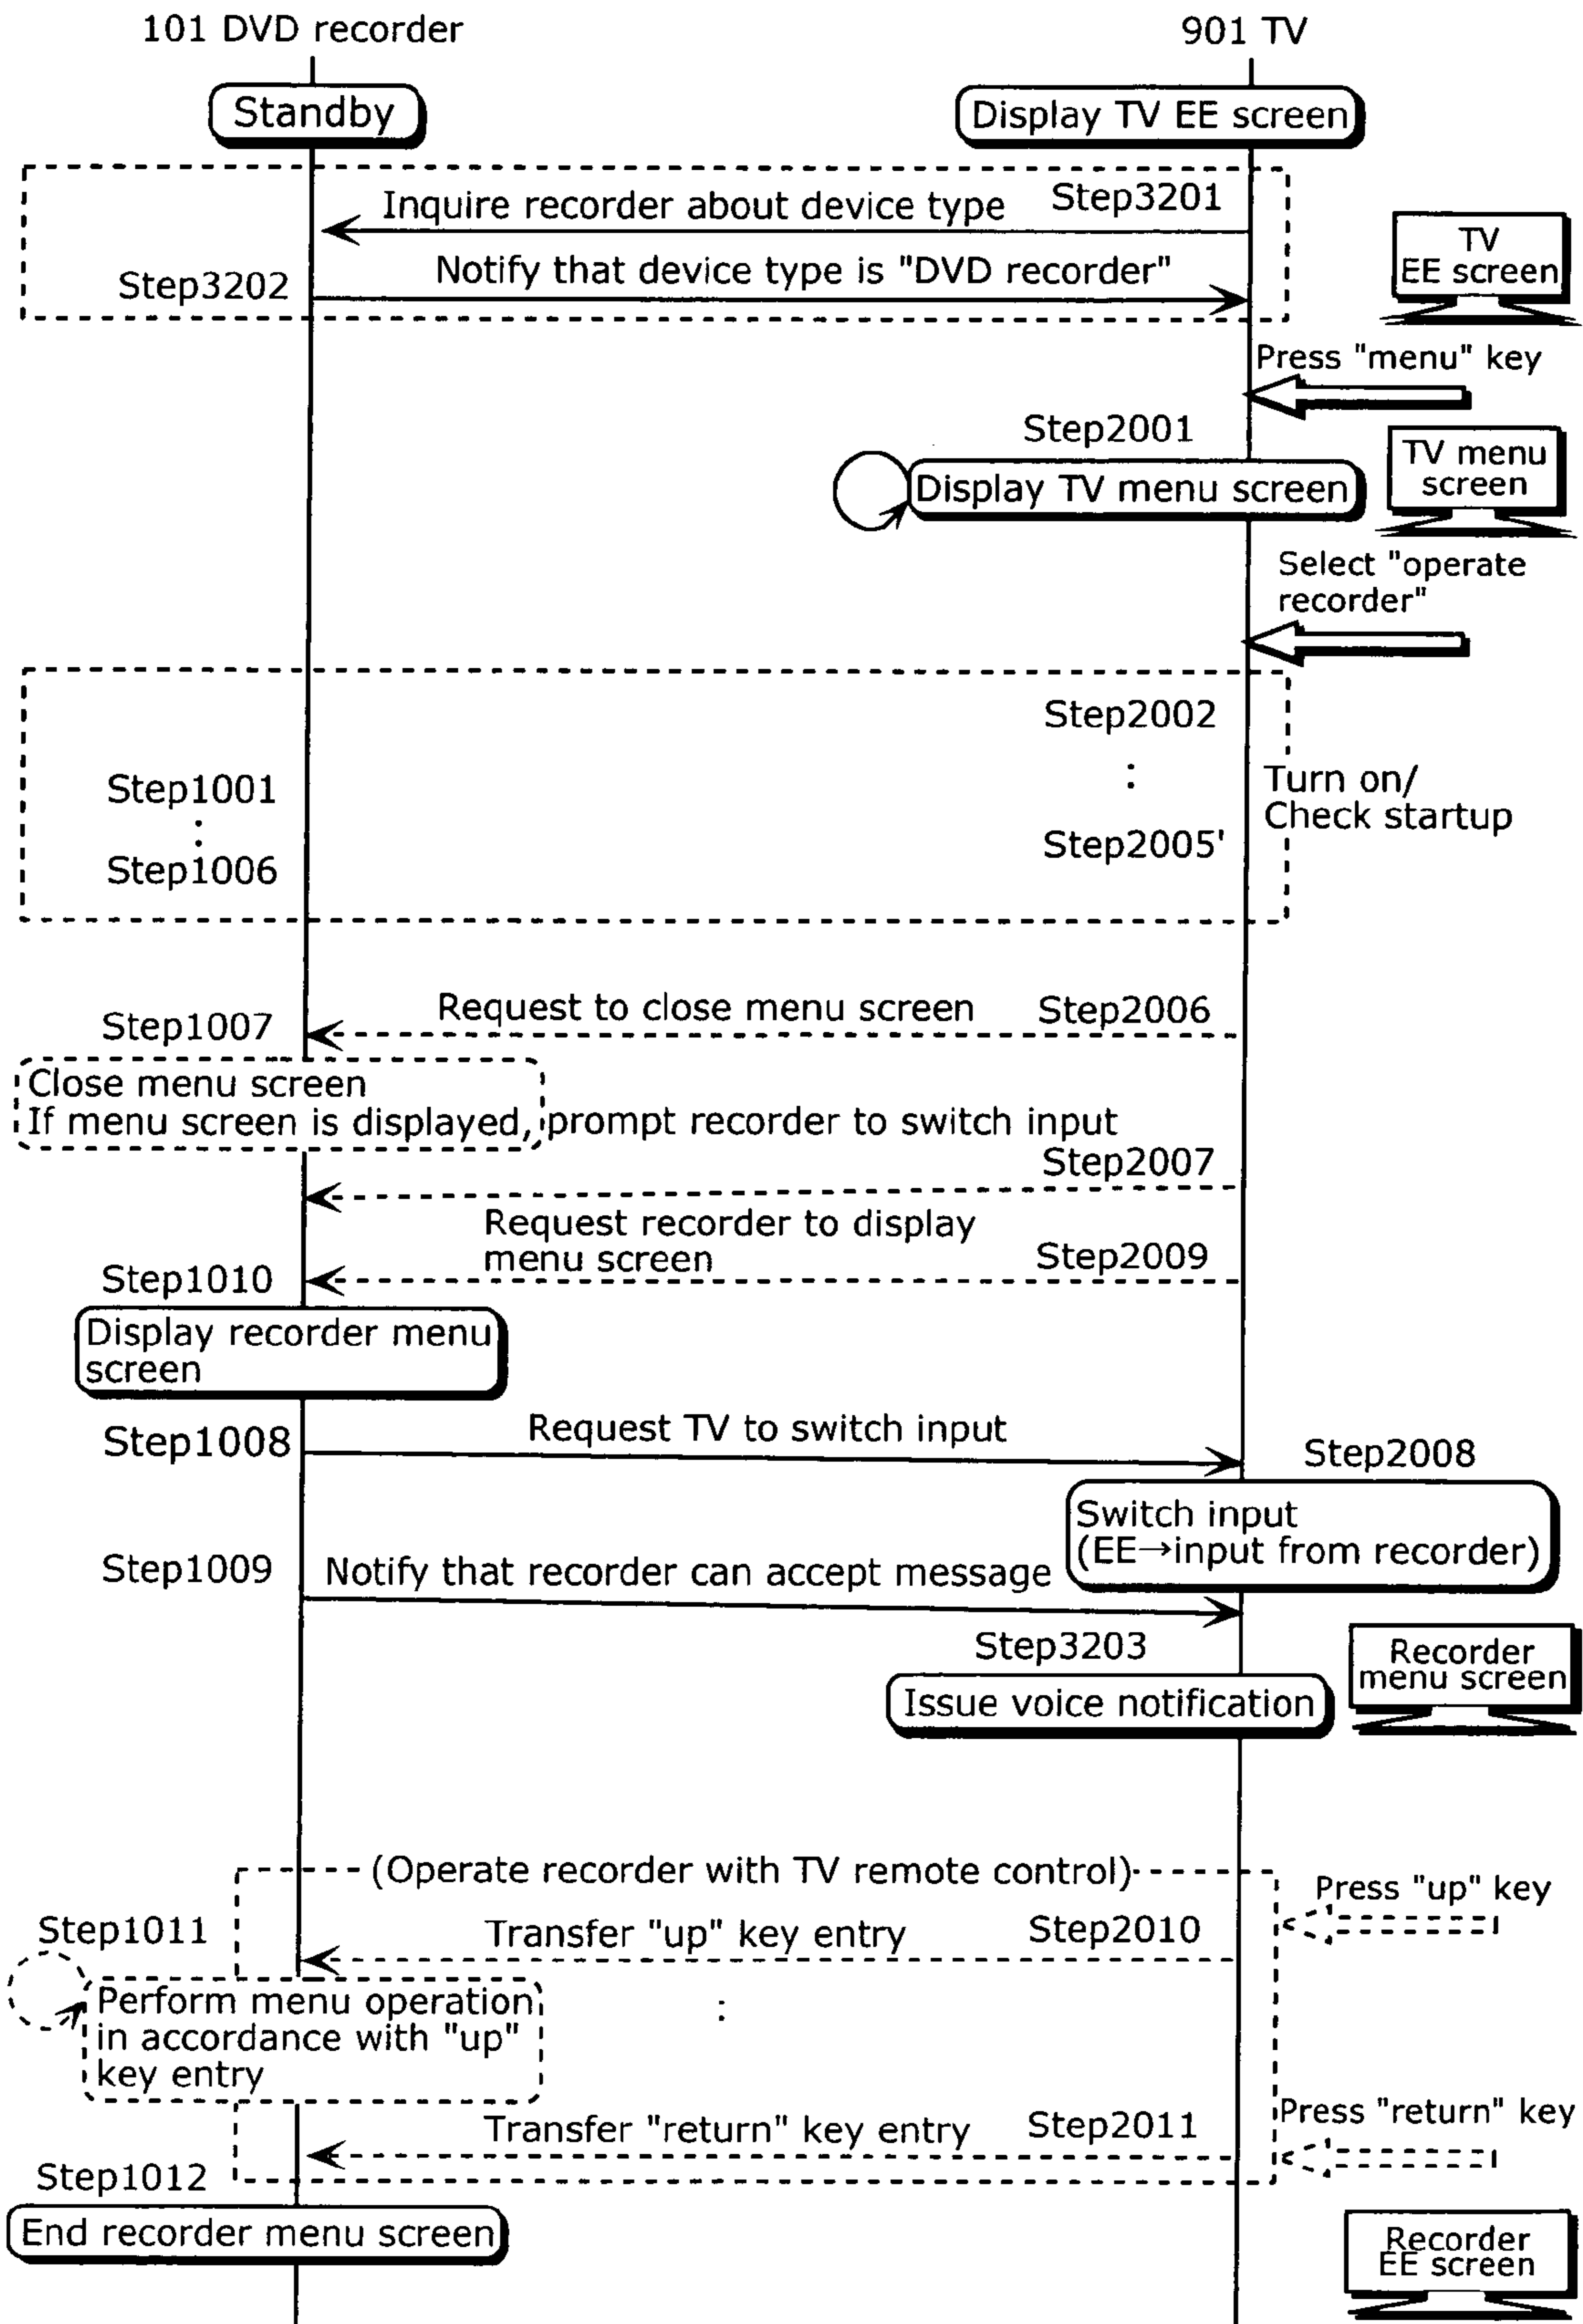 101 DVD recorder
901 TV
Standby
Display TV EE screen
Inquire recorder about device type
Step3201
TV
EE screen
Step3202
Notify that device type is "DVD recorder"
Press "menu" key
Step2001
Display TV menu screen
TV menu
screen
Select "operate
recorder"
Step2002
:
Step2005'
Step1001
:
Step1006
Turn on/
Check startup
Step1007
Request to close menu screen
Step2006
Close menu screen
If menu screen is displayed, prompt recorder to switch input
Step2007
Request recorder to display
menu screen
Step2009
Step1010
Display recorder menu
screen
Step1008
Request TV to switch input
Step2008
Switch input
(EE→input from recorder)
Step1009
Notify that recorder can accept message
Step3203
Issue voice notification
Recorder
menu screen
(Operate recorder with TV remote control)
Press "up" key
Step1011
Transfer "up" key entry
Step2010
Perform menu operation
in accordance with "up"
key entry
:
Transfer "return" key entry
Step2011
Press "return" key
Step1012
End recorder menu screen
Recorder
EE screen